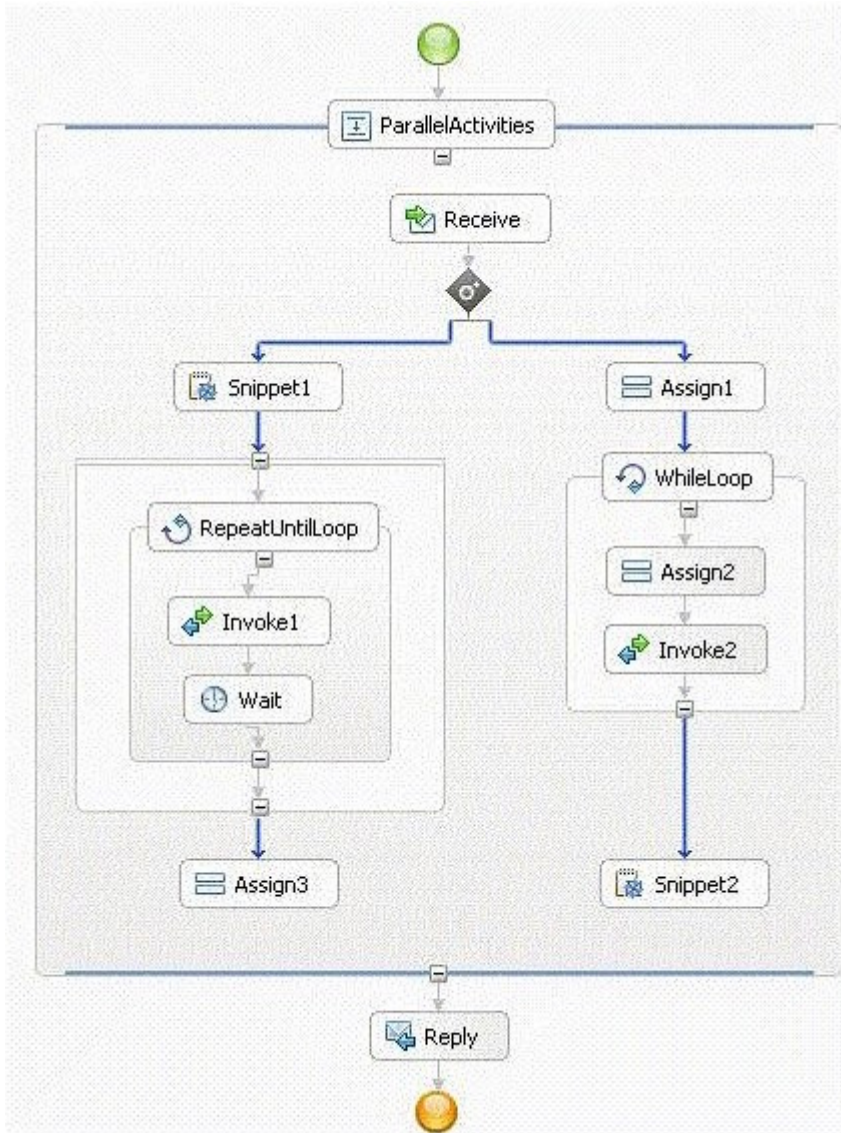 ParallelActivities
Receive
Snippet1
Assign1
WhileLoop
RepeatUntilLoop
Assign2
Invoke1
Invoke2
Wait
Assign3
Snippet2
Reply